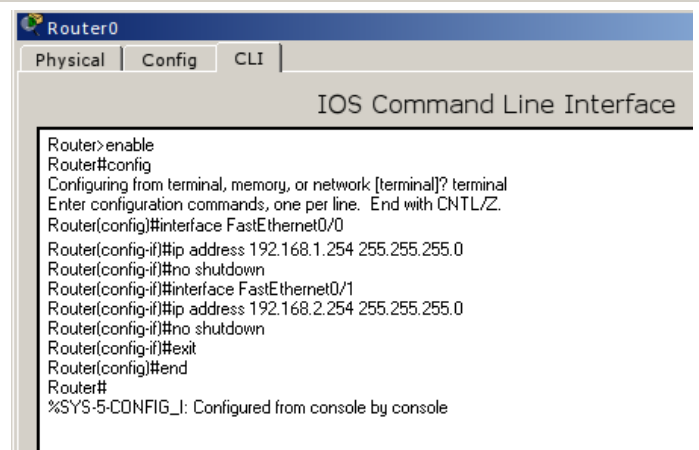 Router0
Physical Config CLI
IOS Command Line Interface
Router>enable
Router#config
Configuring from terminal, memory, or network [terminal]? terminal
Enter configuration commands, one per line.  End with CNTL/Z.
Router(config)#interface FastEthernet0/0
Router(config-if)#ip address 192.168.1.254 255.255.255.0
Router(config-if)#no shutdown
Router(config-if)#interface FastEthernet0/1
Router(config-if)#ip address 192.168.2.254 255.255.255.0
Router(config-if)#no shutdown
Router(config-if)#exit
Router(config)#end
Router#
%SYS-5-CONFIG_I: Configured from console by console